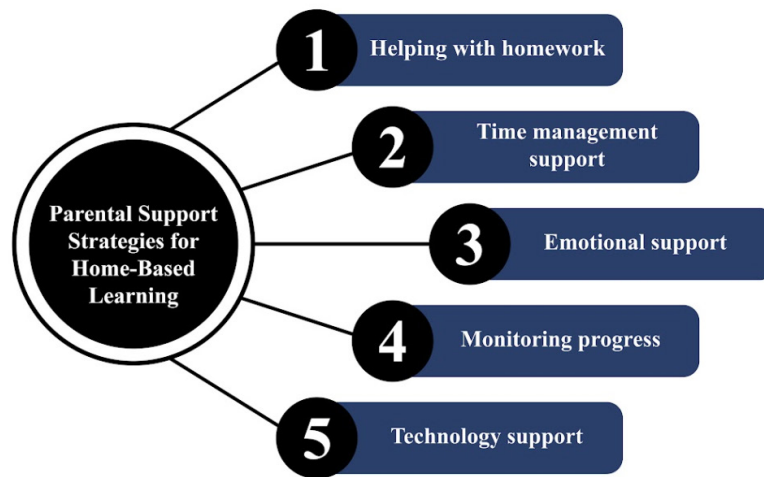 Parental Support
Strategies for
Home-Based
Learning
1
Helping with homework
2
Time management
support
3
Emotional support
4
Monitoring progress
5
Technology support